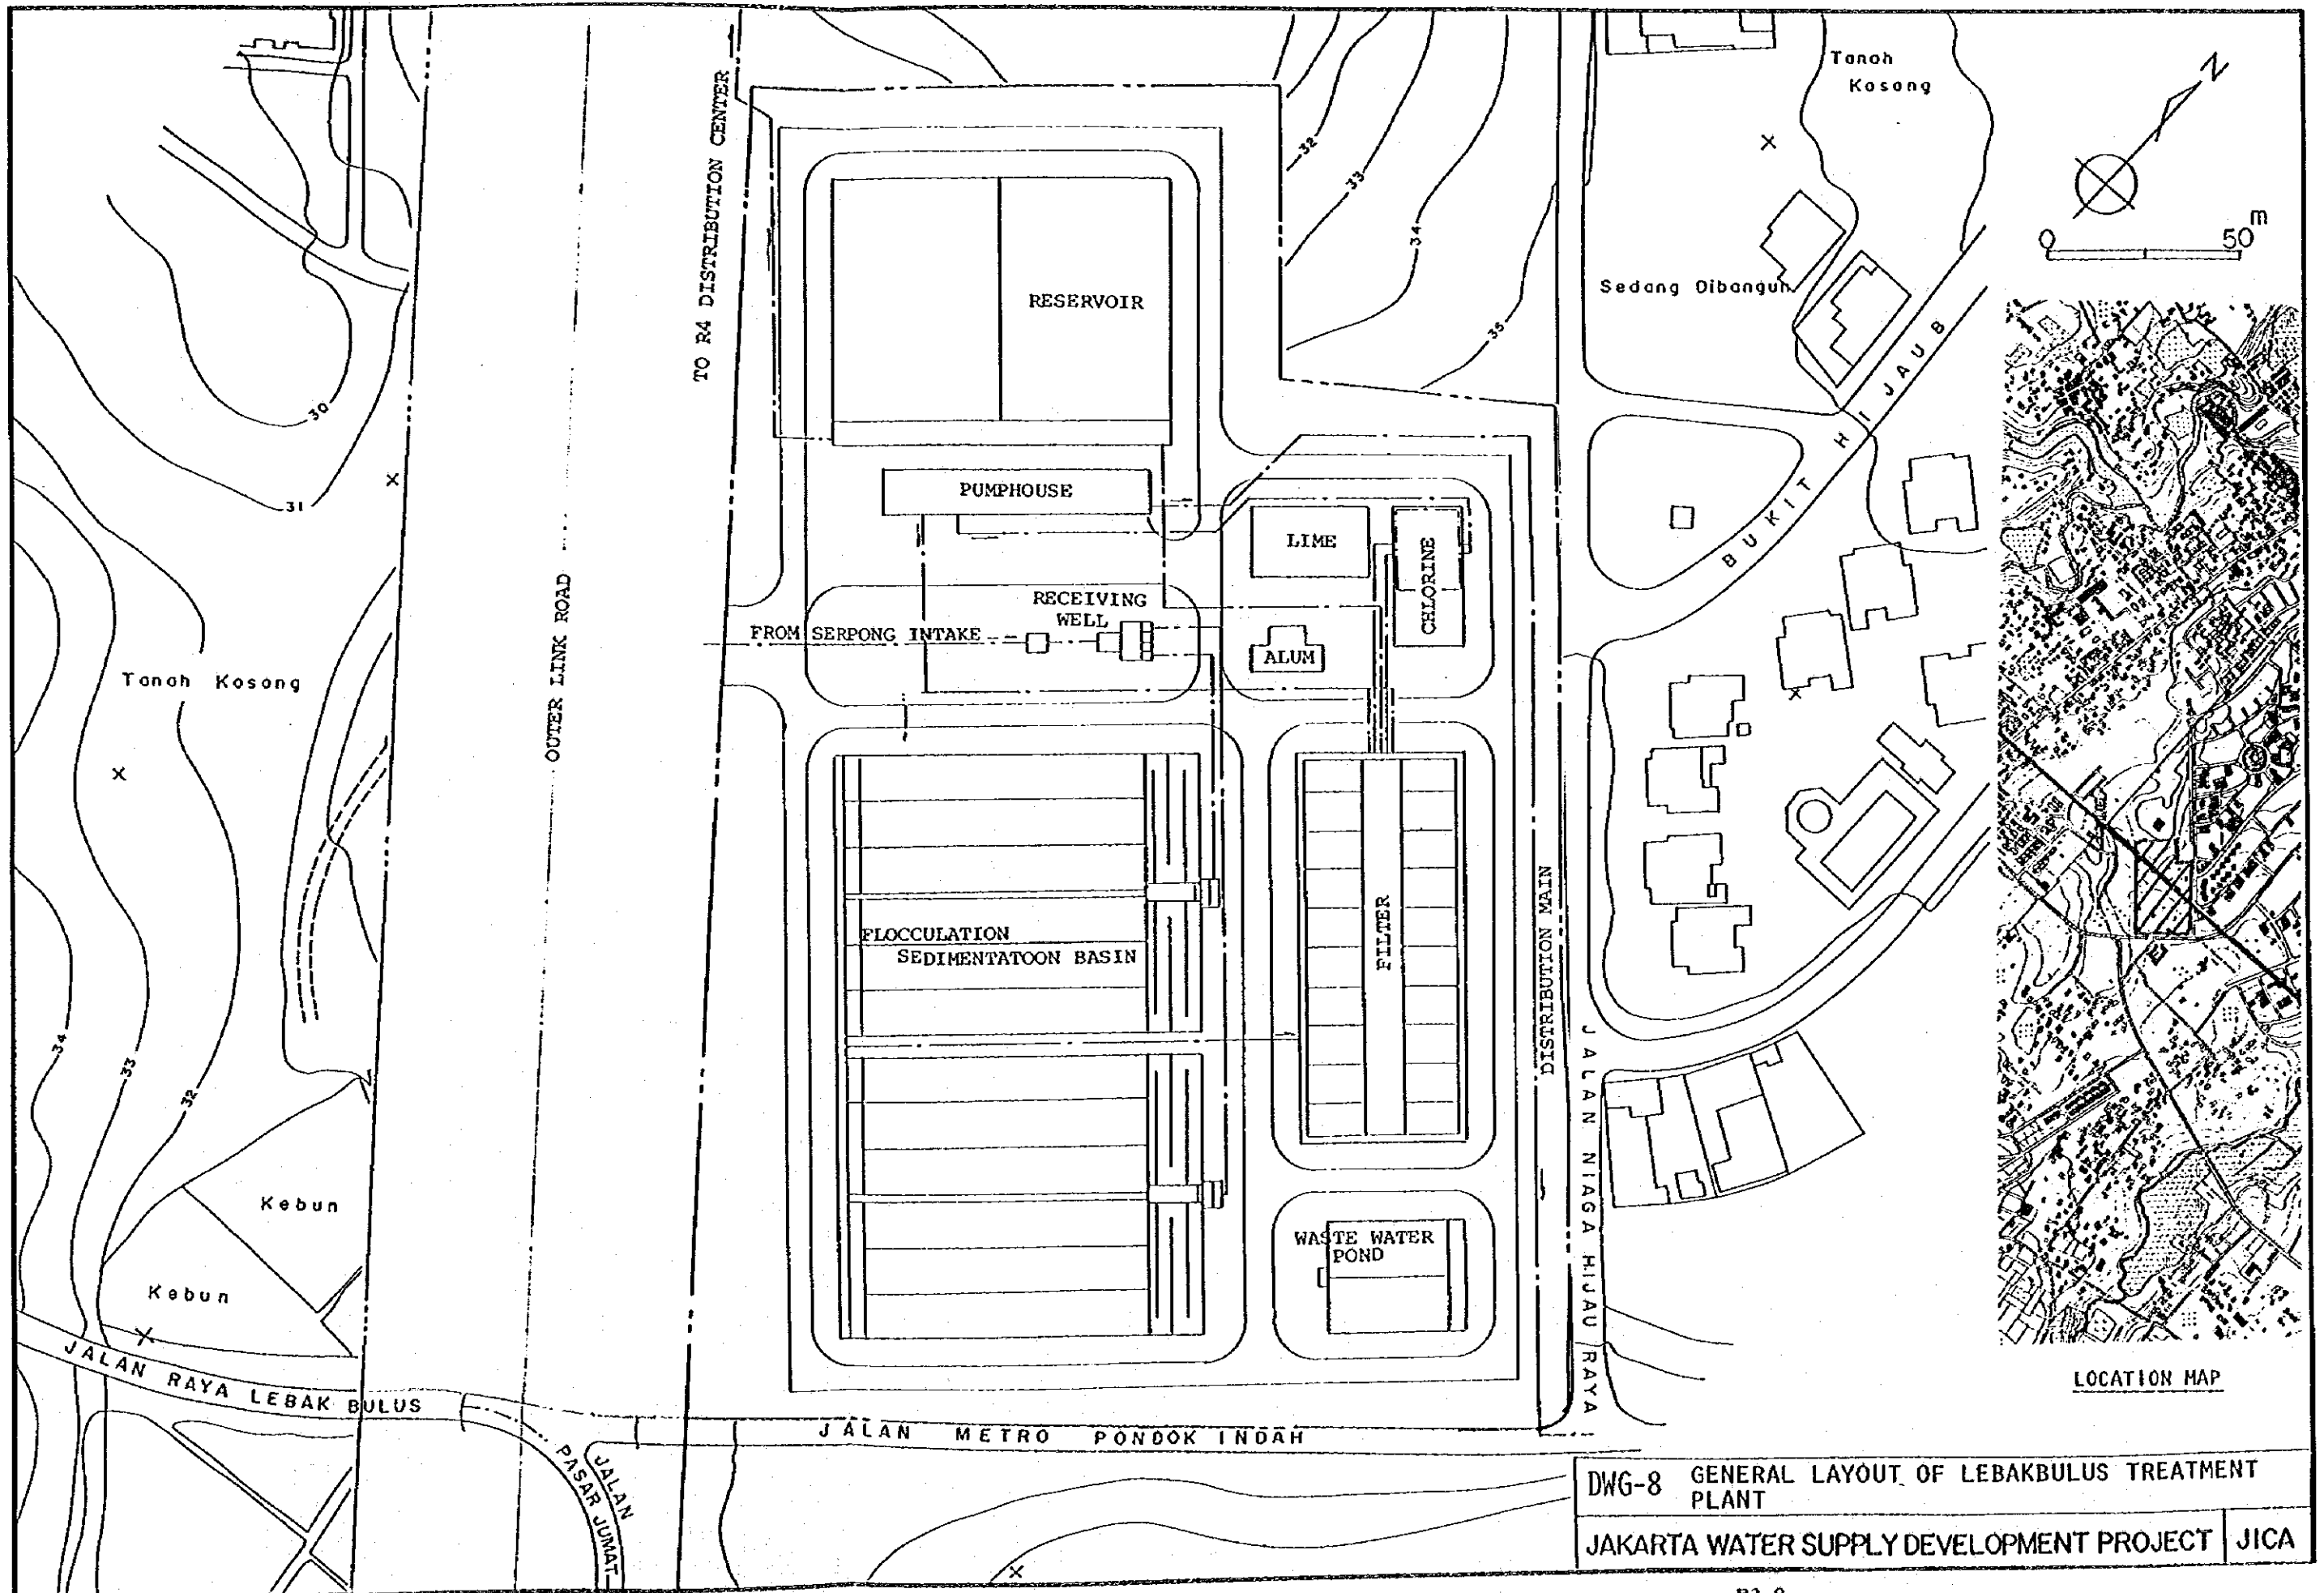 Tanah
Kosong
N
0 50 m
TO R4 DISTRIBUTION CENTER
32
33
34
35
RESERVOIR
Sedang Dibangun
BUKIT HIJAUB
30
31
PUMPHOUSE
LIME
CHLORINE
RECEIVING
WELL
FROM SERPONG INTAKE
ALUM
OUTER LINK ROAD
Tanah Kosong
FLOCCULATION
SEDIMENTATOON BASIN
FILTER
DISTRIBUTION MAIN
34
33
32
Kebun
Kebun
WASTE WATER
POND
JALAN NIAGA HIJAU RAYA
JALAN RAYA LEBAK BULUS
JALAN
PASAR JUMAT
JALAN METRO PONDOK INDAH
LOCATION MAP
DWG-8 GENERAL LAYOUT OF LEBAKBULUS TREATMENT
PLANT
JAKARTA WATER SUPPLY DEVELOPMENT PROJECT JICA